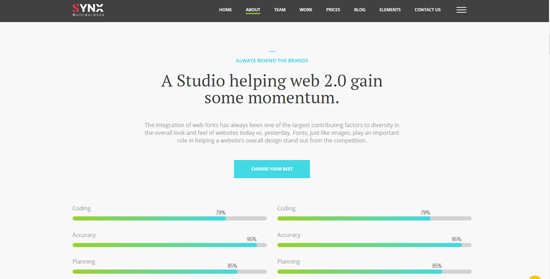 SYNX
Multipurpose
HOME ABOUT TEAM WORK PRICES BLOG ELEMENTS CONTACT US
ALWAYS BEHIND THE BRANDS
A Studio helping web 2.0 gain
some momentum.
The integration of web fonts has always been one of the largest contributing factors to diversity in
the overall look and feel of websites today vs. yesterday. Fonts, just like images, play an important
role in helping a website's overall design stand out from the competition.
CHOOSE YOUR BEST
Coding
79%
Coding
79%
Accuracy
95%
Accuracy
95%
Planning
85%
Planning
85%